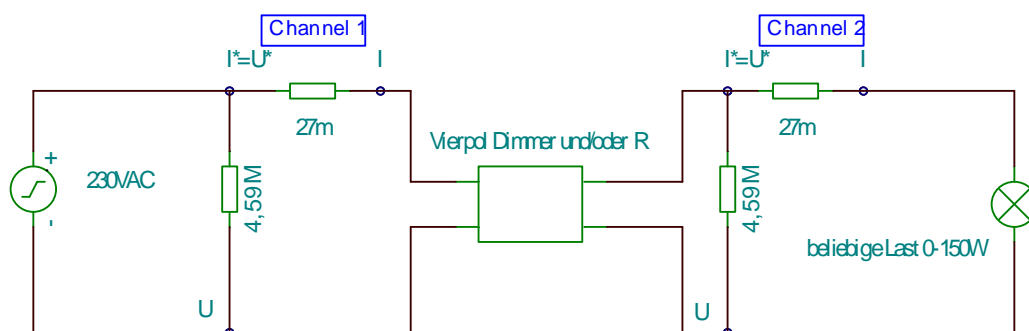 Channel 1
Channel 2
I*=U*
I
I*=U*
I
27m
27m
Vierpol Dimmer und/oder R
+
230VAC
-
4,59M
4,59M
beliebige Last 0-150W
U
U